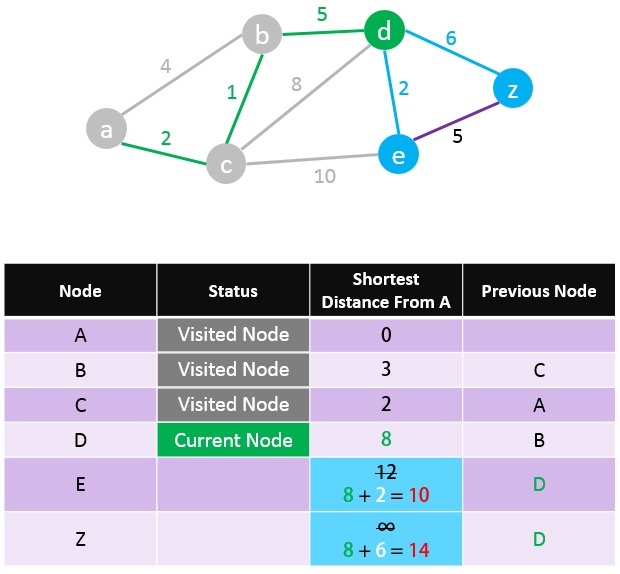 5
b
d
6
4
1
8
2
z
a
2
5
c
e
10
Node Status Shortest Distance From A Previous Node
A Visited Node 0
B Visited Node 3 C
C Visited Node 2 A
D Current Node 8 B
E 12 D
8 + 2 = 10
Z ∞ D
8 + 6 = 14